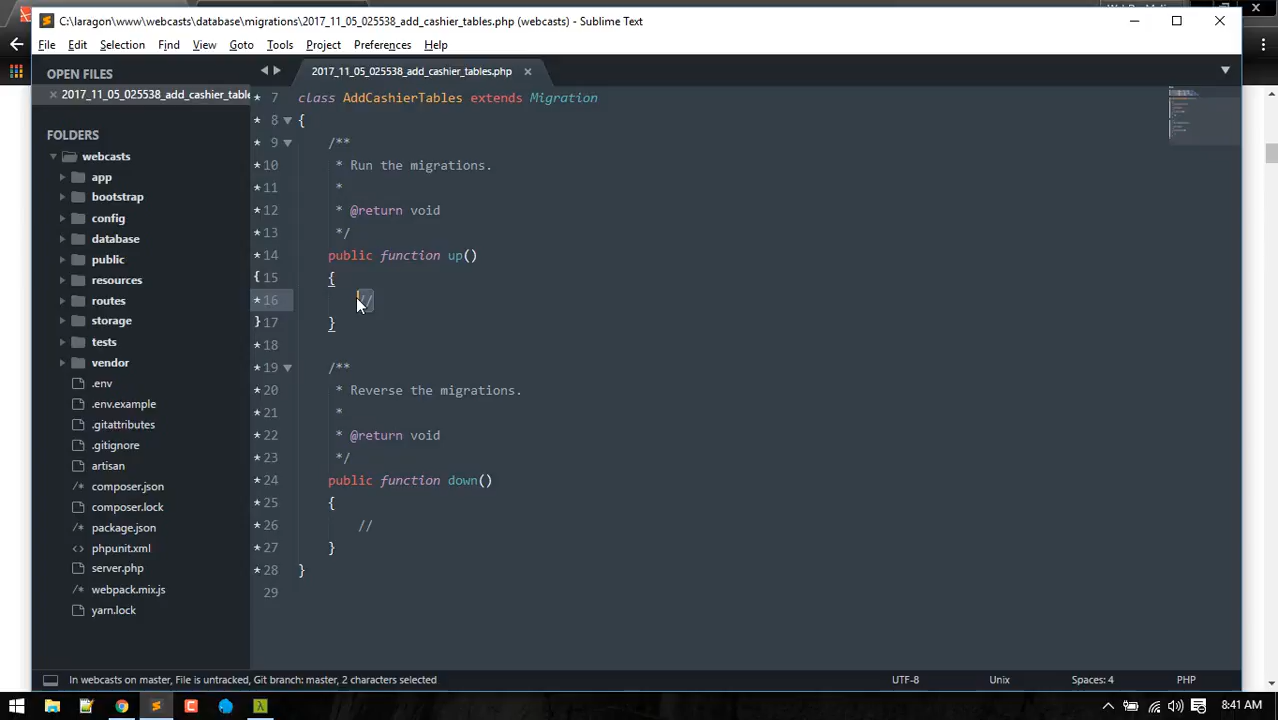 C:\laragon\www\webcasts\database\migrations\2017_11_05_025538_add_cashier_tables.php (webcasts) - Sublime Text
File Edit Selection Find View Goto Tools Project Preferences Help
OPEN FILES
2017_11_05_025538_add_cashier_table
FOLDERS
webcasts
app
bootstrap
config
database
public
resources
routes
storage
tests
vendor
.env
.env.example
.gitattributes
.gitignore
artisan
composer.json
composer.lock
package.json
phpunit.xml
server.php
webpack.mix.js
yarn.lock
2017_11_05_025538_add_cashier_tables.php
7 class AddCashierTables extends Migration
8 {
9 /**
10 * Run the migrations.
11 *
12 * @return void
13 */
14 public function up()
15 {
16 //
17 }
18
19 /**
20 * Reverse the migrations.
21 *
22 * @return void
23 */
24 public function down()
25 {
26 //
27 }
28 }
29
In webcasts on master, File is untracked, Git branch: master, 2 characters selected UTF-8 Unix Spaces: 4 PHP
8:41 AM